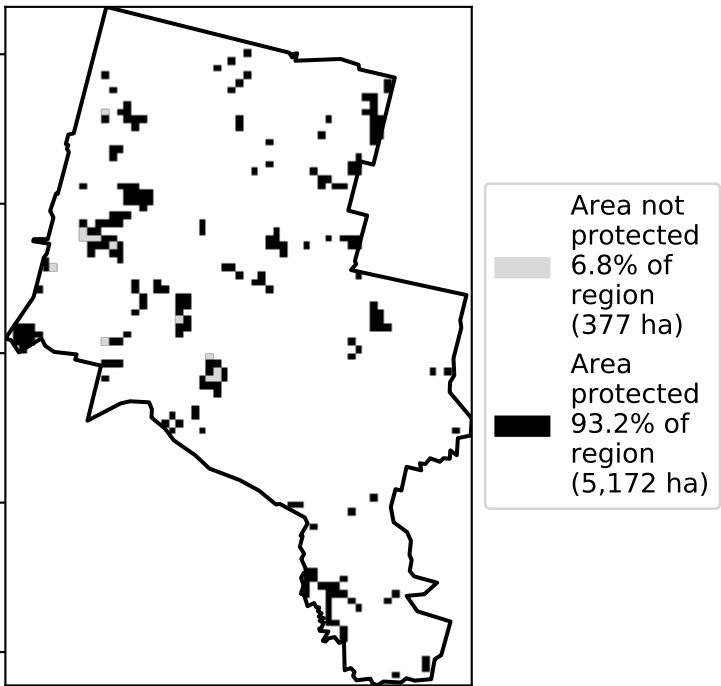 Area not
protected
6.8% of
region
(377 ha)
Area
protected
93.2% of
region
(5,172 ha)